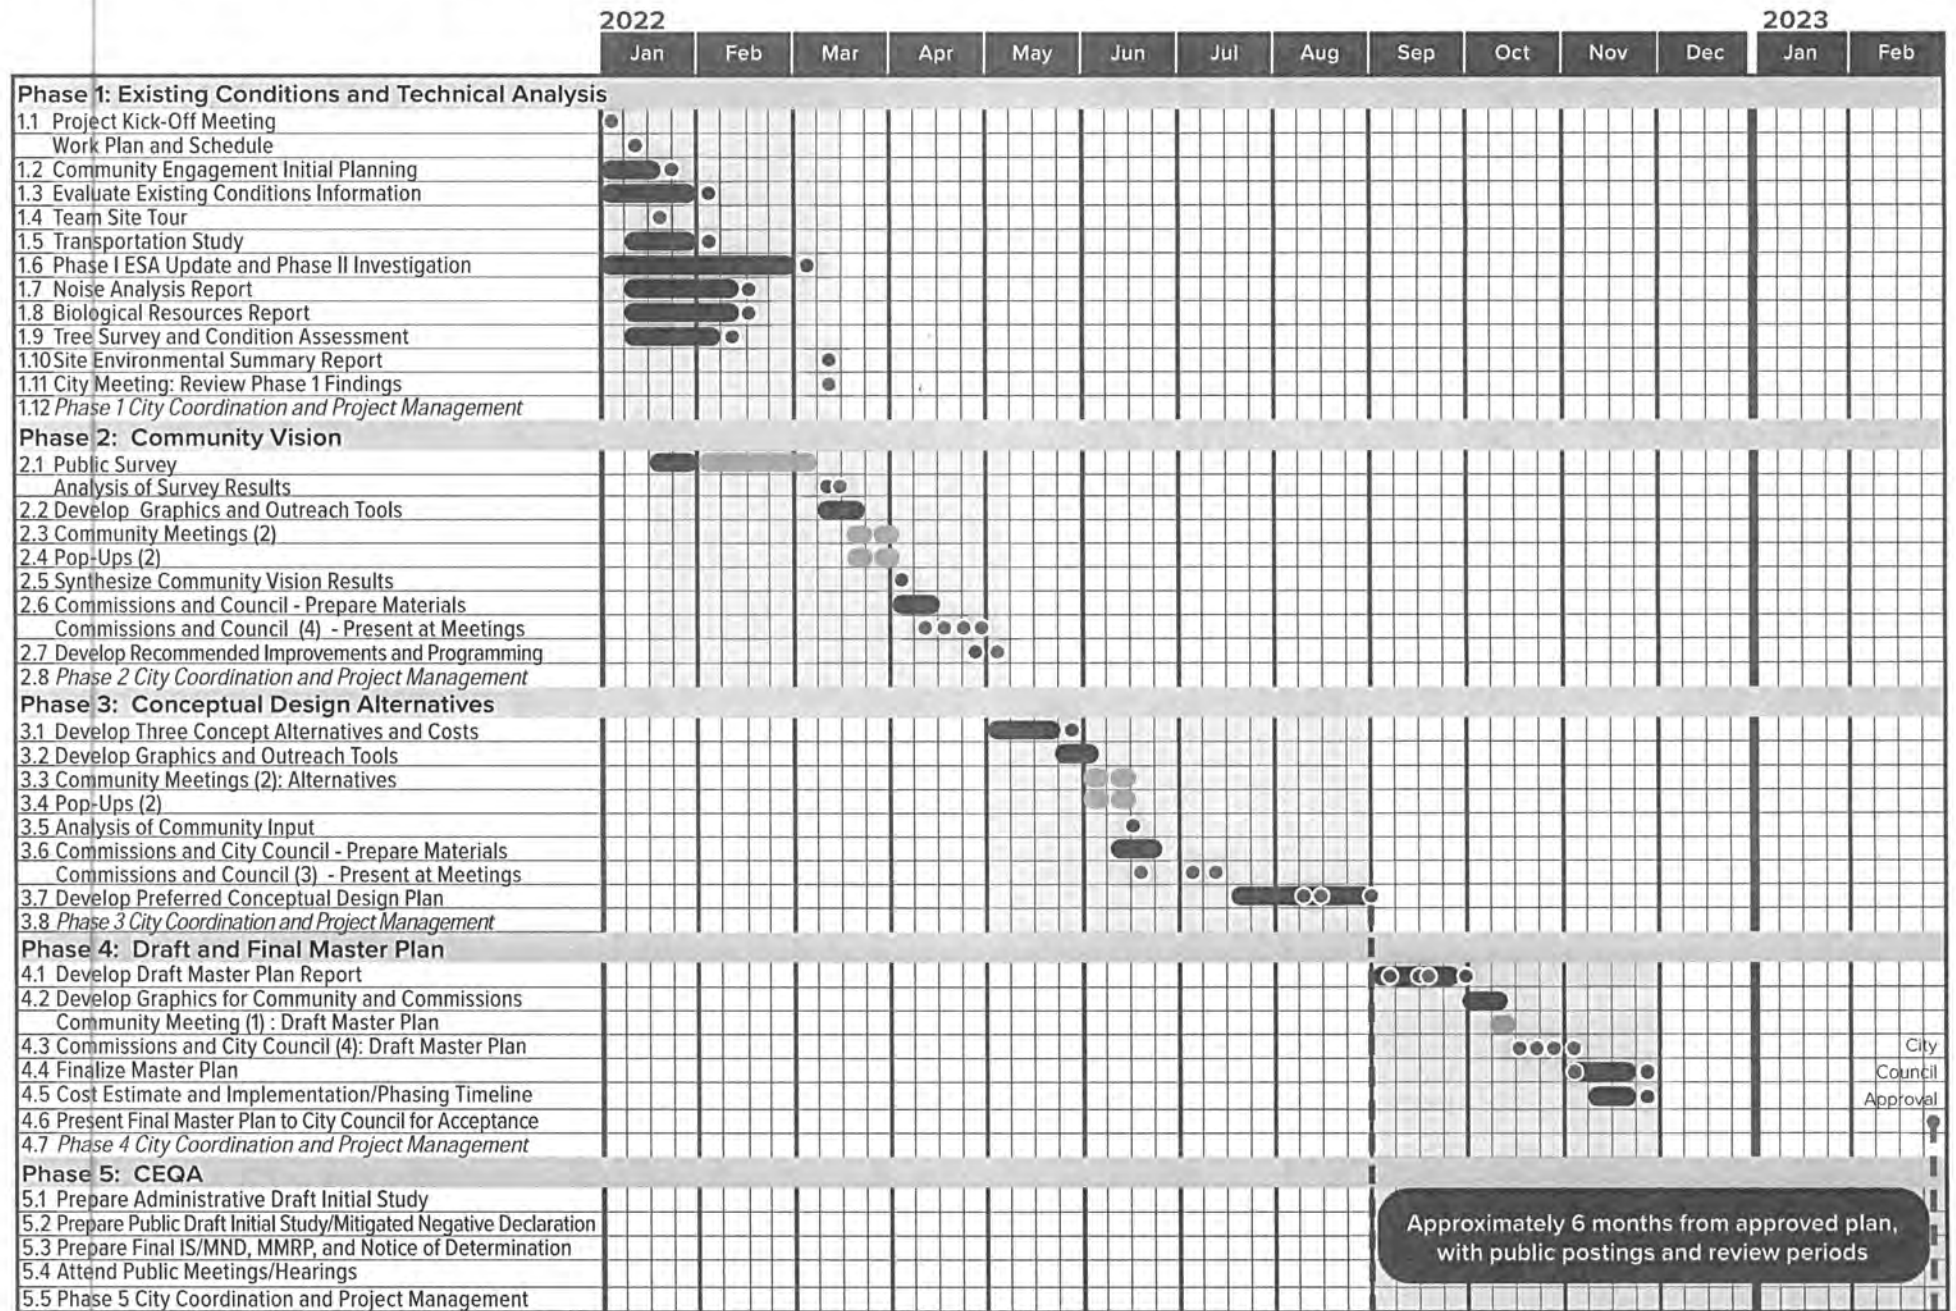 2022 2023
Jan Feb Mar Apr May Jun Jul Aug Sep Oct Nov Dec Jan Feb
Phase 1: Existing Conditions and Technical Analysis
1.1 Project Kick-Off Meeting
Work Plan and Schedule
1.2 Community Engagement Initial Planning
1.3 Evaluate Existing Conditions Information
1.4 Team Site Tour
1.5 Transportation Study
1.6 Phase I ESA Update and Phase II Investigation
1.7 Noise Analysis Report
1.8 Biological Resources Report
1.9 Tree Survey and Condition Assessment
1.10 Site Environmental Summary Report
1.11 City Meeting: Review Phase 1 Findings
1.12 Phase 1 City Coordination and Project Management
Phase 2: Community Vision
2.1 Public Survey
Analysis of Survey Results
2.2 Develop Graphics and Outreach Tools
2.3 Community Meetings (2)
2.4 Pop-Ups (2)
2.5 Synthesize Community Vision Results
2.6 Commissions and Council - Prepare Materials
Commissions and Council (4) - Present at Meetings
2.7 Develop Recommended Improvements and Programming
2.8 Phase 2 City Coordination and Project Management
Phase 3: Conceptual Design Alternatives
3.1 Develop Three Concept Alternatives and Costs
3.2 Develop Graphics and Outreach Tools
3.3 Community Meetings (2): Alternatives
3.4 Pop-Ups (2)
3.5 Analysis of Community Input
3.6 Commissions and City Council - Prepare Materials
Commissions and Council (3) - Present at Meetings
3.7 Develop Preferred Conceptual Design Plan
3.8 Phase 3 City Coordination and Project Management
Phase 4: Draft and Final Master Plan
4.1 Develop Draft Master Plan Report
4.2 Develop Graphics for Community and Commissions
Community Meeting (1) : Draft Master Plan
4.3 Commissions and City Council (4): Draft Master Plan
4.4 Finalize Master Plan
4.5 Cost Estimate and Implementation/Phasing Timeline
4.6 Present Final Master Plan to City Council for Acceptance
4.7 Phase 4 City Coordination and Project Management
City
Council
Approval
Phase 5: CEQA
5.1 Prepare Administrative Draft Initial Study
5.2 Prepare Public Draft Initial Study/Mitigated Negative Declaration
5.3 Prepare Final IS/MND, MMRP, and Notice of Determination
5.4 Attend Public Meetings/Hearings
5.5 Phase 5 City Coordination and Project Management
Approximately 6 months from approved plan,
with public postings and review periods